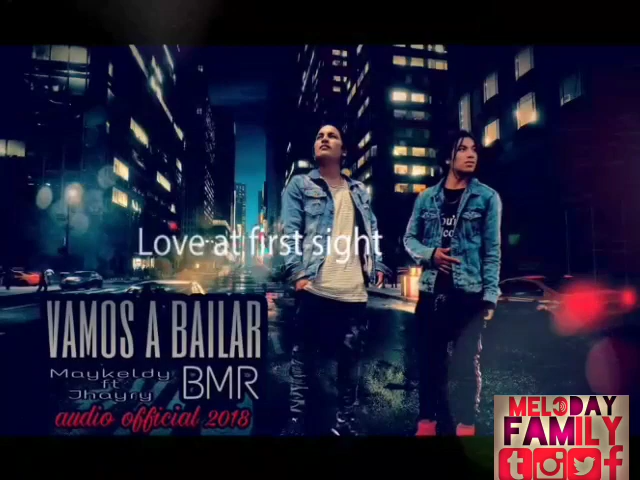 Love at first sight
VAMOS A BAILAR
Maykeldy
ft
Jhayry
BMR
audio official 2018
MELODAY
FAMILY